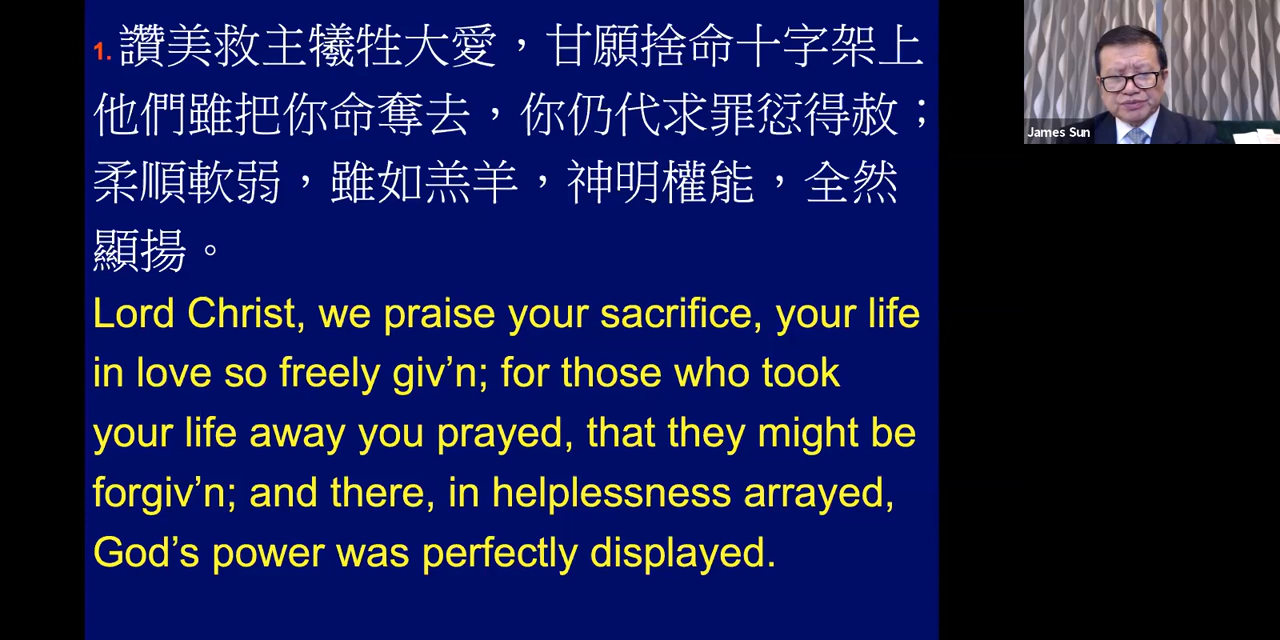 1. 讚美救主犧牲大愛，甘願捨命十字架上
他們雖把你命奪去，你仍代求罪愆得赦；
柔順軟弱，雖如羔羊，神明權能，全然
顯揚。
Lord Christ, we praise your sacrifice, your life
in love so freely giv’n; for those who took
your life away you prayed, that they might be
forgiv’n; and there, in helplessness arrayed,
God’s power was perfectly displayed.
James Sun